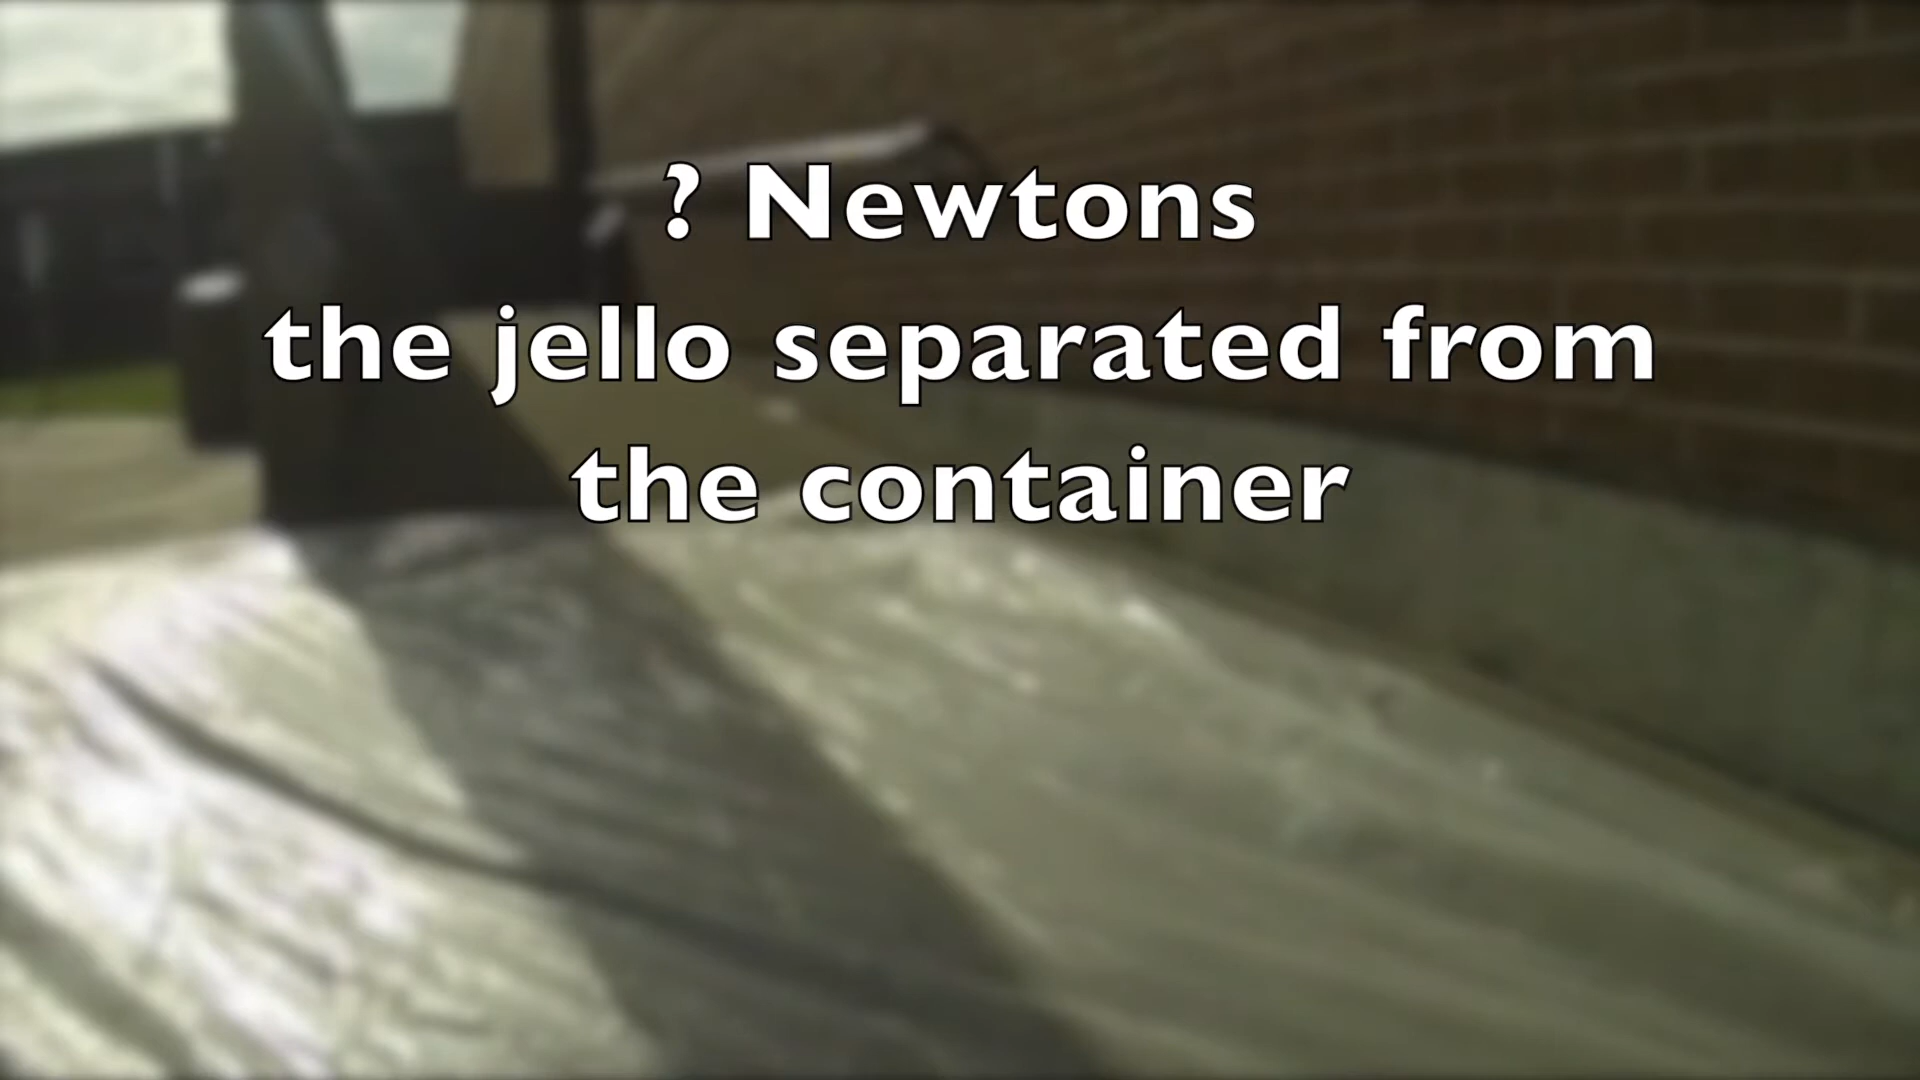 ? Newtons
the jello separated from
the container